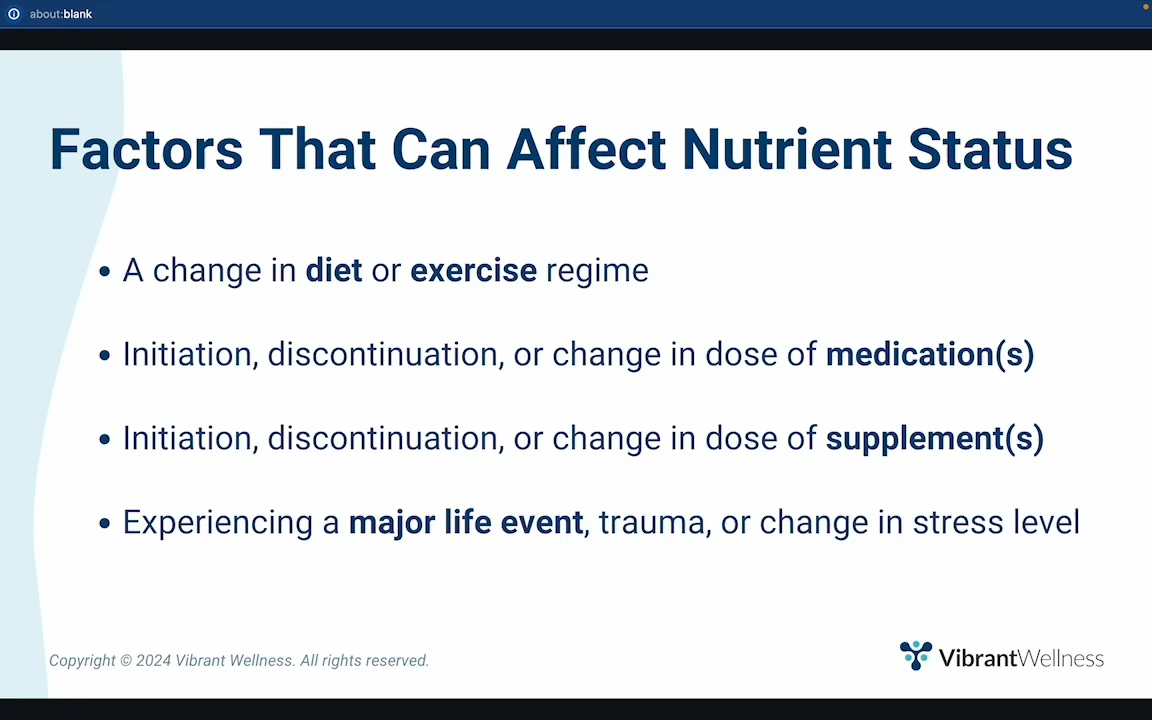 about:blank
Factors That Can Affect Nutrient Status
• A change in diet or exercise regime
• Initiation, discontinuation, or change in dose of medication(s)
• Initiation, discontinuation, or change in dose of supplement(s)
• Experiencing a major life event, trauma, or change in stress level
Copyright © 2024 Vibrant Wellness. All rights reserved.
VibrantWellness